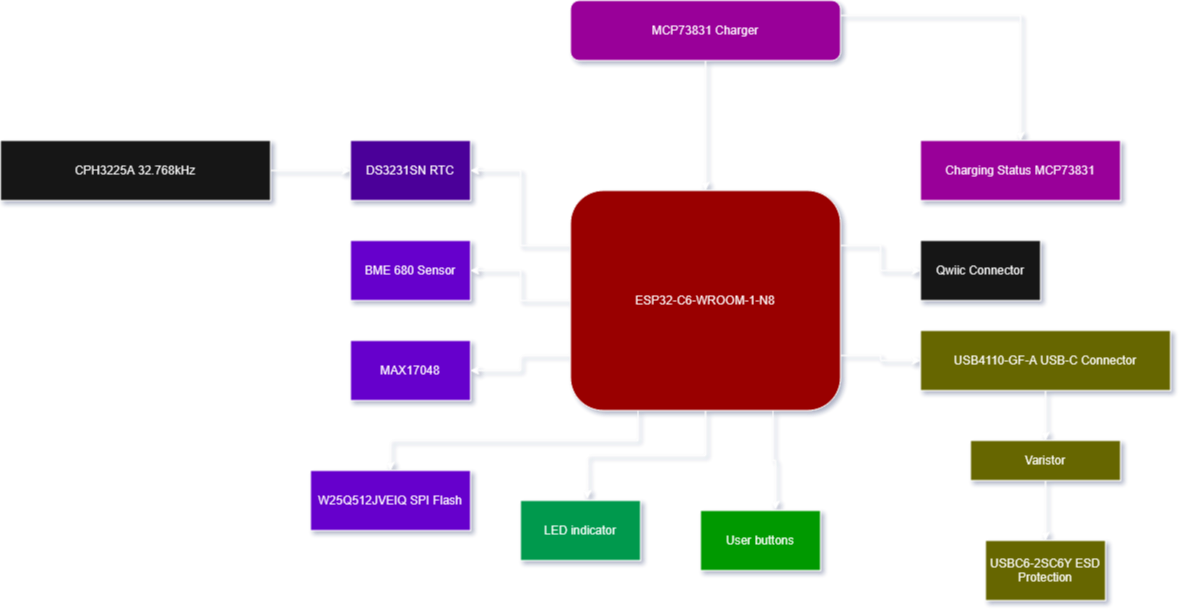 MCP73831 Charger
CPH3225A 32.768kHz
DS3231SN RTC
Charging Status MCP73831
BME 680 Sensor
Qwiic Connector
ESP32-C6-WROOM-1-N8
MAX17048
USB4110-GF-A USB-C Connector
Varistor
W25Q512JVEIQ SPI Flash
LED indicator
User buttons
USBC6-2SC6Y ESD
Protection